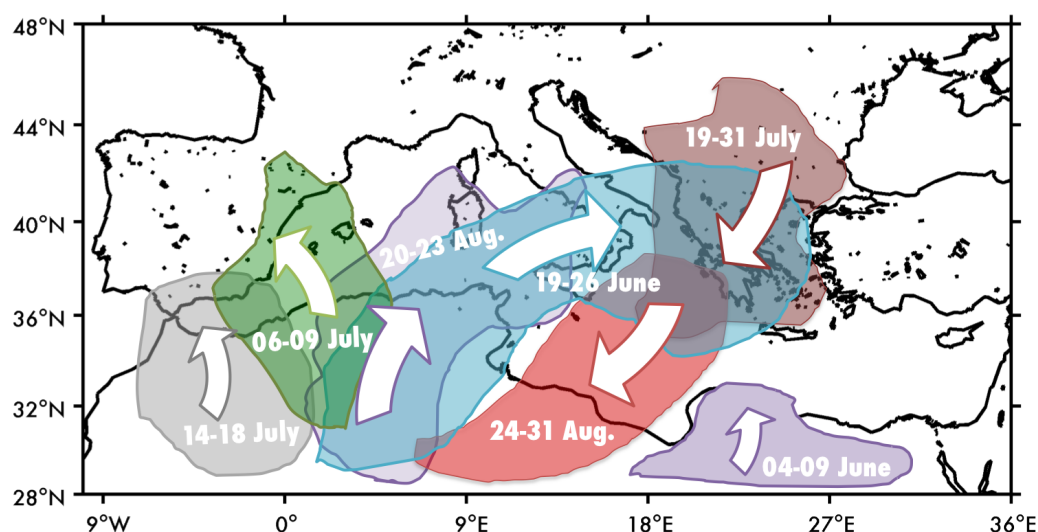 48°N
19-31 July
44°N
40°N
20-23 Aug.
19-26 June
36°N
06-09 July
32°N
14-18 July
24-31 Aug.
04-09 June
28°N
9°W
0°
9°E
18°E
27°E
36°E